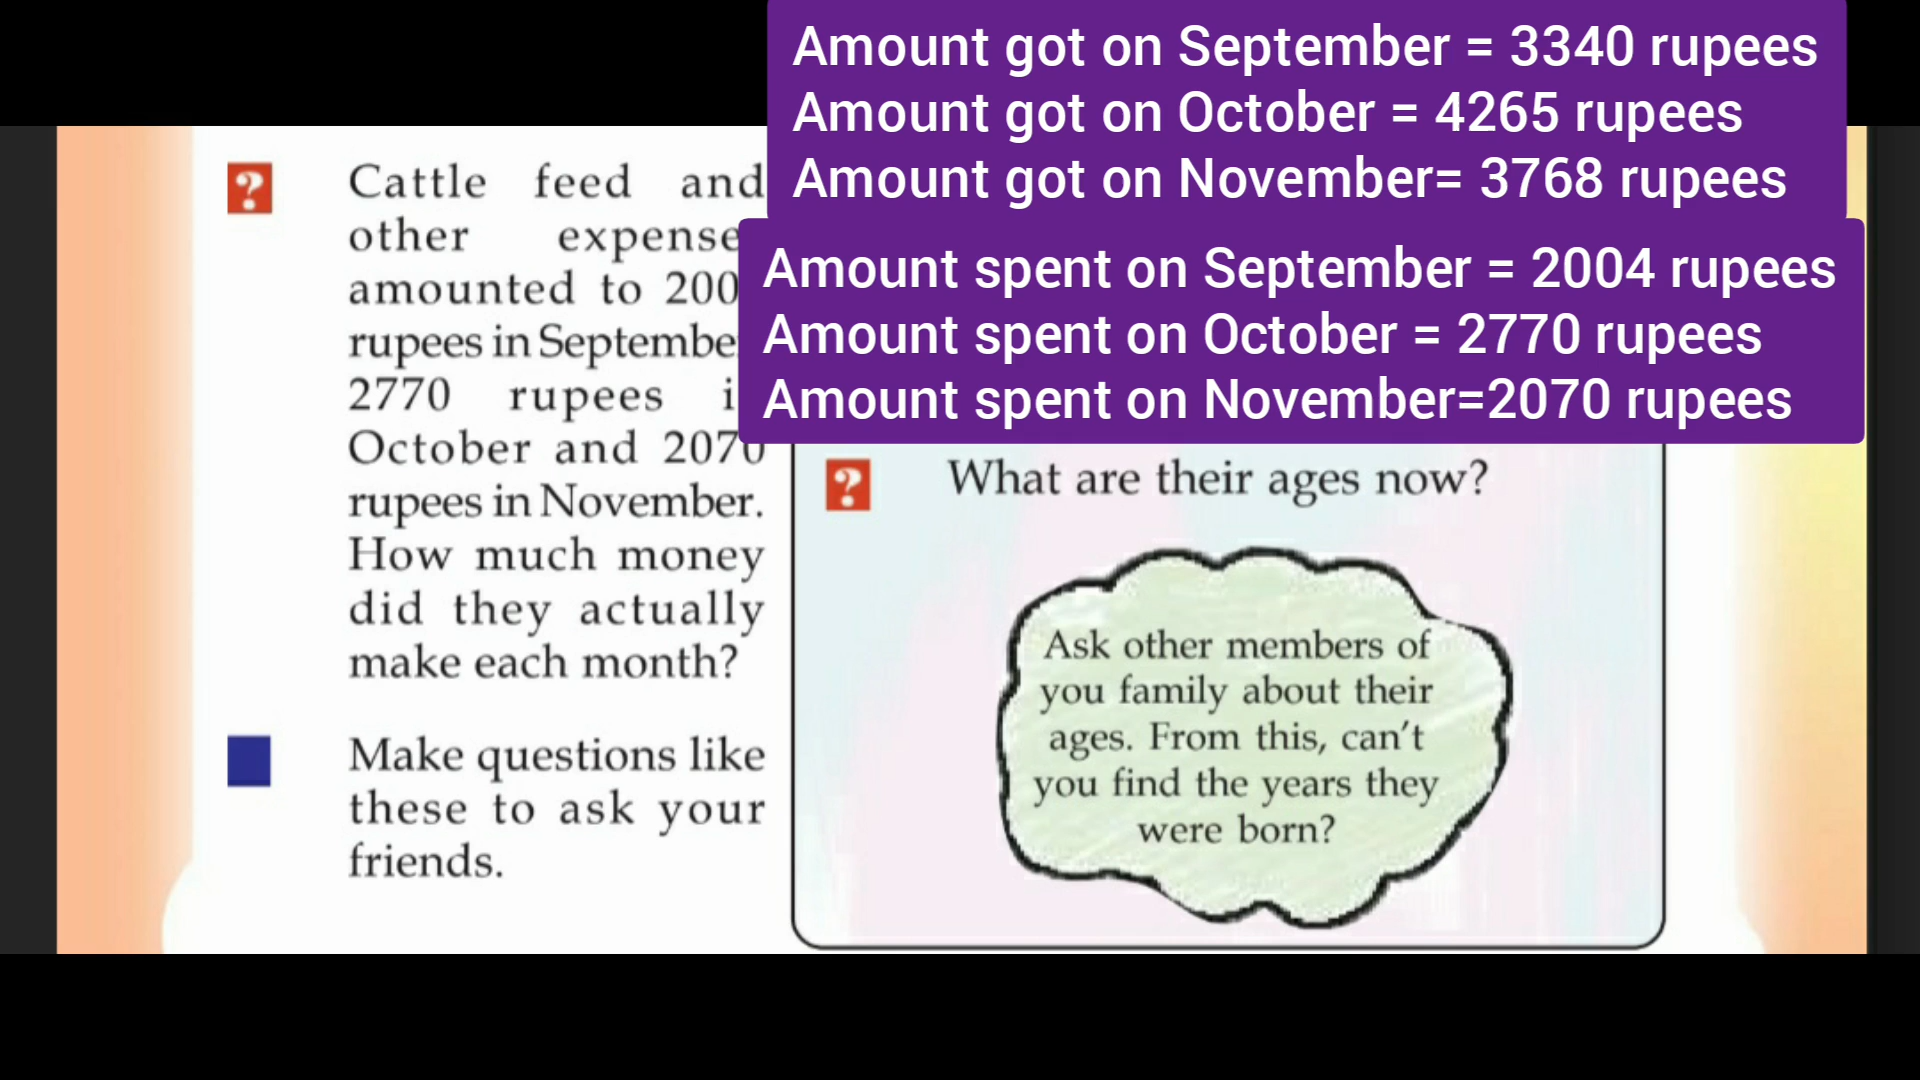 Amount got on September = 3340 rupees
Amount got on October = 4265 rupees
Amount got on November= 3768 rupees
Amount spent on September = 2004 rupees
Amount spent on October = 2770 rupees
Amount spent on November=2070 rupees
?
Cattle feed and
other expense
amounted to 200
rupees in Septembe
2770 rupees i
October and 2070
rupees in November.
How much money
did they actually
make each month?
Make questions like
these to ask your
friends.
?
What are their ages now?
Ask other members of
you family about their
ages. From this, can't
you find the years they
were born?